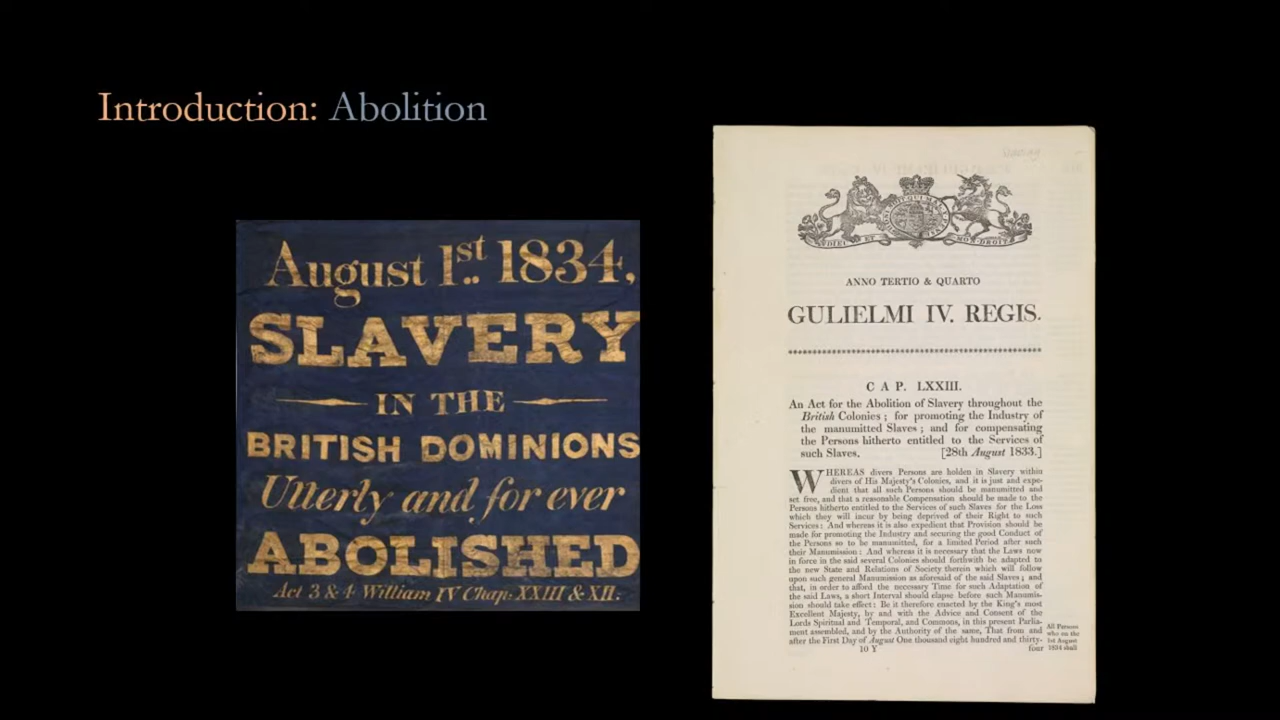 Introduction: Abolition
August 1st. 1834,
SLAVERY
IN THE
BRITISH DOMINIONS
Utterly and for ever
ABOLISHED
Act 3 & 4 William IV Chap. XXIII & XII.
DIEU ET MON DROIT
ANNO TERTIO & QUARTO
GULIELMI IV. REGIS.
CAP. LXXIII.
An Act for the Abolition of Slavery throughout the
British Colonies; for promoting the Industry of
the manumitted Slaves; and for compensating
the Persons hitherto entitled to the Services of
such Slaves. [28th August 1833.]
WHEREAS divers Persons are holden in Slavery within
divers of His Majesty's Colonies, and it is just and expe-
dient that all such Persons should be manumitted and
set free, and that a reasonable Compensation should be made to the
Persons hitherto entitled to the Services of such Slaves for the Loss
which they will incur by being deprived of their Right to such
Services: And whereas it is also expedient that Provision should be
made for promoting the Industry and securing the good Conduct of
the Persons so to be manumitted, for a limited Period after such
their Manumission: And whereas it is necessary that the Laws now
in force in the said several Colonies should forthwith be adapted to
the new State and Relations of Society therein which will follow
upon such general Manumission as aforesaid of the said Slaves; and
that, in order to afford the necessary Time for such Adaptation of
the said Laws, a short Interval should elapse before such Manumis-
sion should take effect: Be it therefore enacted by the King's most
Excellent Majesty, by and with the Advice and Consent of the
Lords Spiritual and Temporal, and Commons, in this present Parlia-
ment assembled, and by the Authority of the same, That from and
after the First Day of August One thousand eight hundred and thirty-
10 Y four
All Persons
who on the
1st August
1834 shall